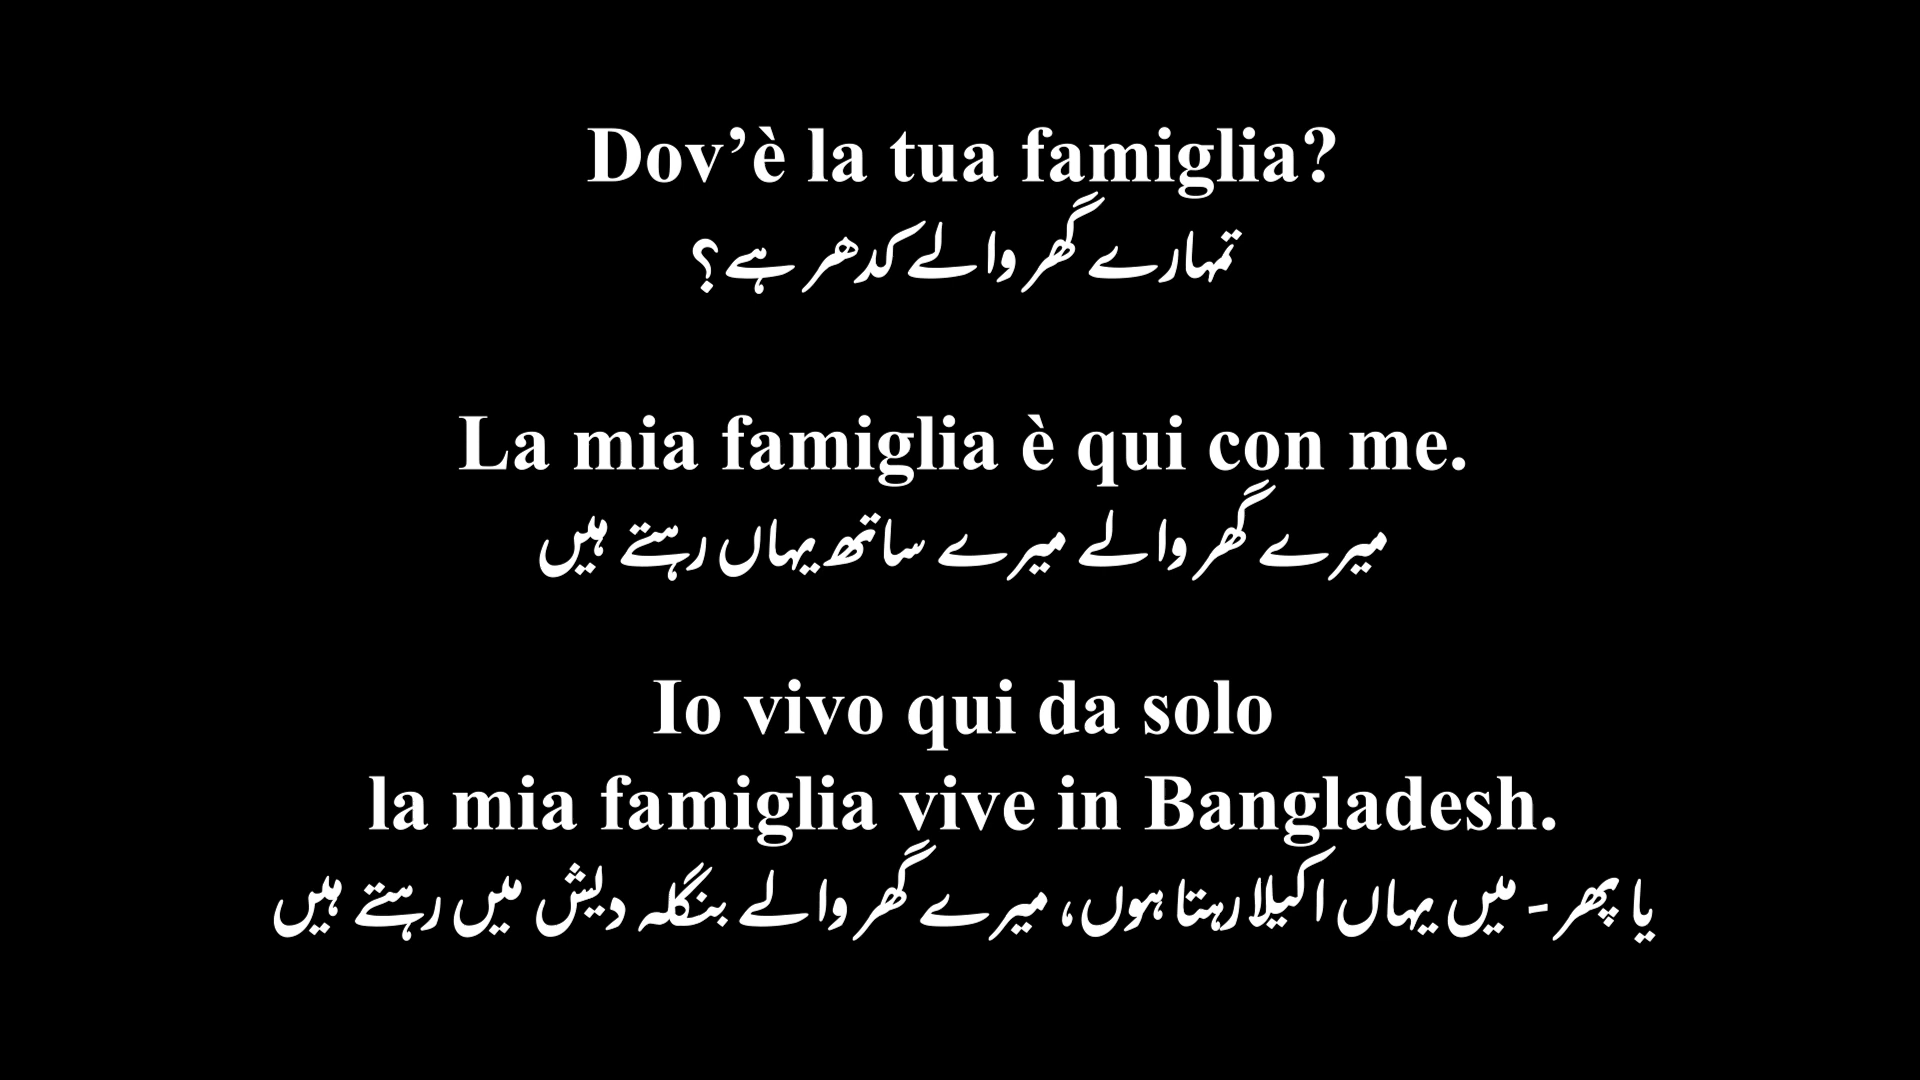 Dov’è la tua famiglia?
تمہارے گھر والے کدھر ہے؟
La mia famiglia è qui con me.
میرے گھر والے میرے ساتھ یہاں رہتے ہیں
Io vivo qui da solo
la mia famiglia vive in Bangladesh.
یا پھر - میں یہاں اکیلا رہتا ہوں، میرے گھر والے بنگلہ دیش میں رہتے ہیں